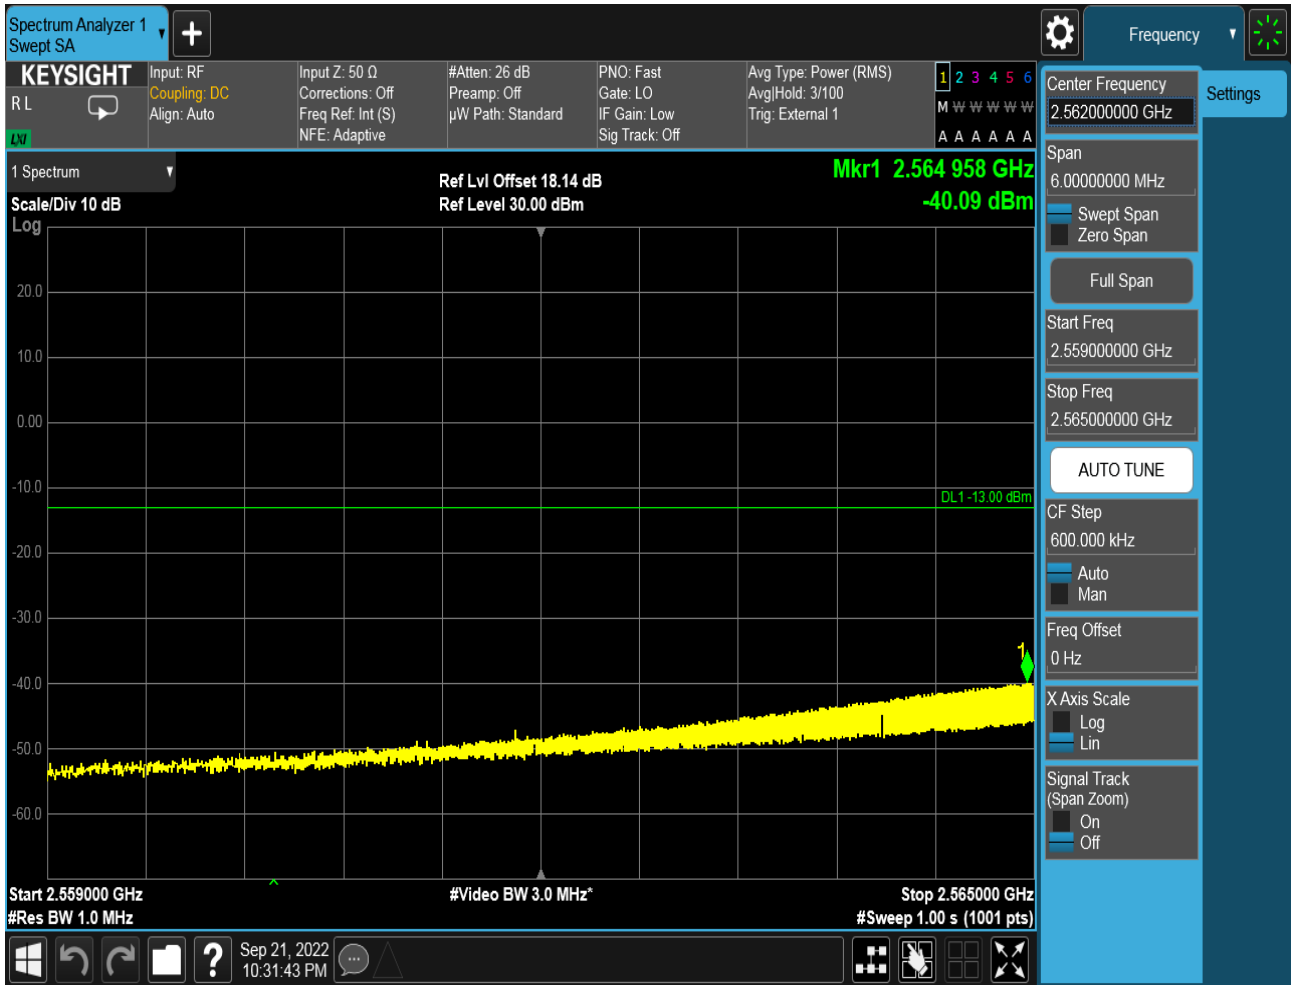 Spectrum Analyzer 1
Swept SA
Frequency
KEYSIGHT
R L
LXI
Input: RF
Coupling: DC
Align: Auto
Input Z: 50 Ω
Corrections: Off
Freq Ref: Int (S)
NFE: Adaptive
#Atten: 26 dB
Preamp: Off
µW Path: Standard
PNO: Fast
Gate: LO
IF Gain: Low
Sig Track: Off
Avg Type: Power (RMS)
Avg|Hold: 3/100
Trig: External 1
1 2 3 4 5 6
M W W W W W
A A A A A A
1 Spectrum
Scale/Div 10 dB
Log
Ref Lvl Offset 18.14 dB
Ref Level 30.00 dBm
Mkr1 2.564 958 GHz
-40.09 dBm
20.0
10.0
0.00
-10.0
-20.0
-30.0
-40.0
-50.0
-60.0
DL1 -13.00 dBm
1
Start 2.559000 GHz
#Res BW 1.0 MHz
#Video BW 3.0 MHz*
Stop 2.565000 GHz
#Sweep 1.00 s (1001 pts)
Center Frequency
2.562000000 GHz
Settings
Span
6.00000000 MHz
Swept Span
Zero Span
Full Span
Start Freq
2.559000000 GHz
Stop Freq
2.565000000 GHz
AUTO TUNE
CF Step
600.000 kHz
Auto
Man
Freq Offset
0 Hz
X Axis Scale
Log
Lin
Signal Track
(Span Zoom)
On
Off
?
Sep 21, 2022
10:31:43 PM